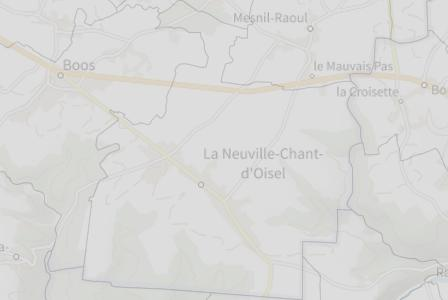 Mesnil-Raoul
Boos
le Mauvais Pas
la Croisette
La Neuville-Chant-
d'Oisel